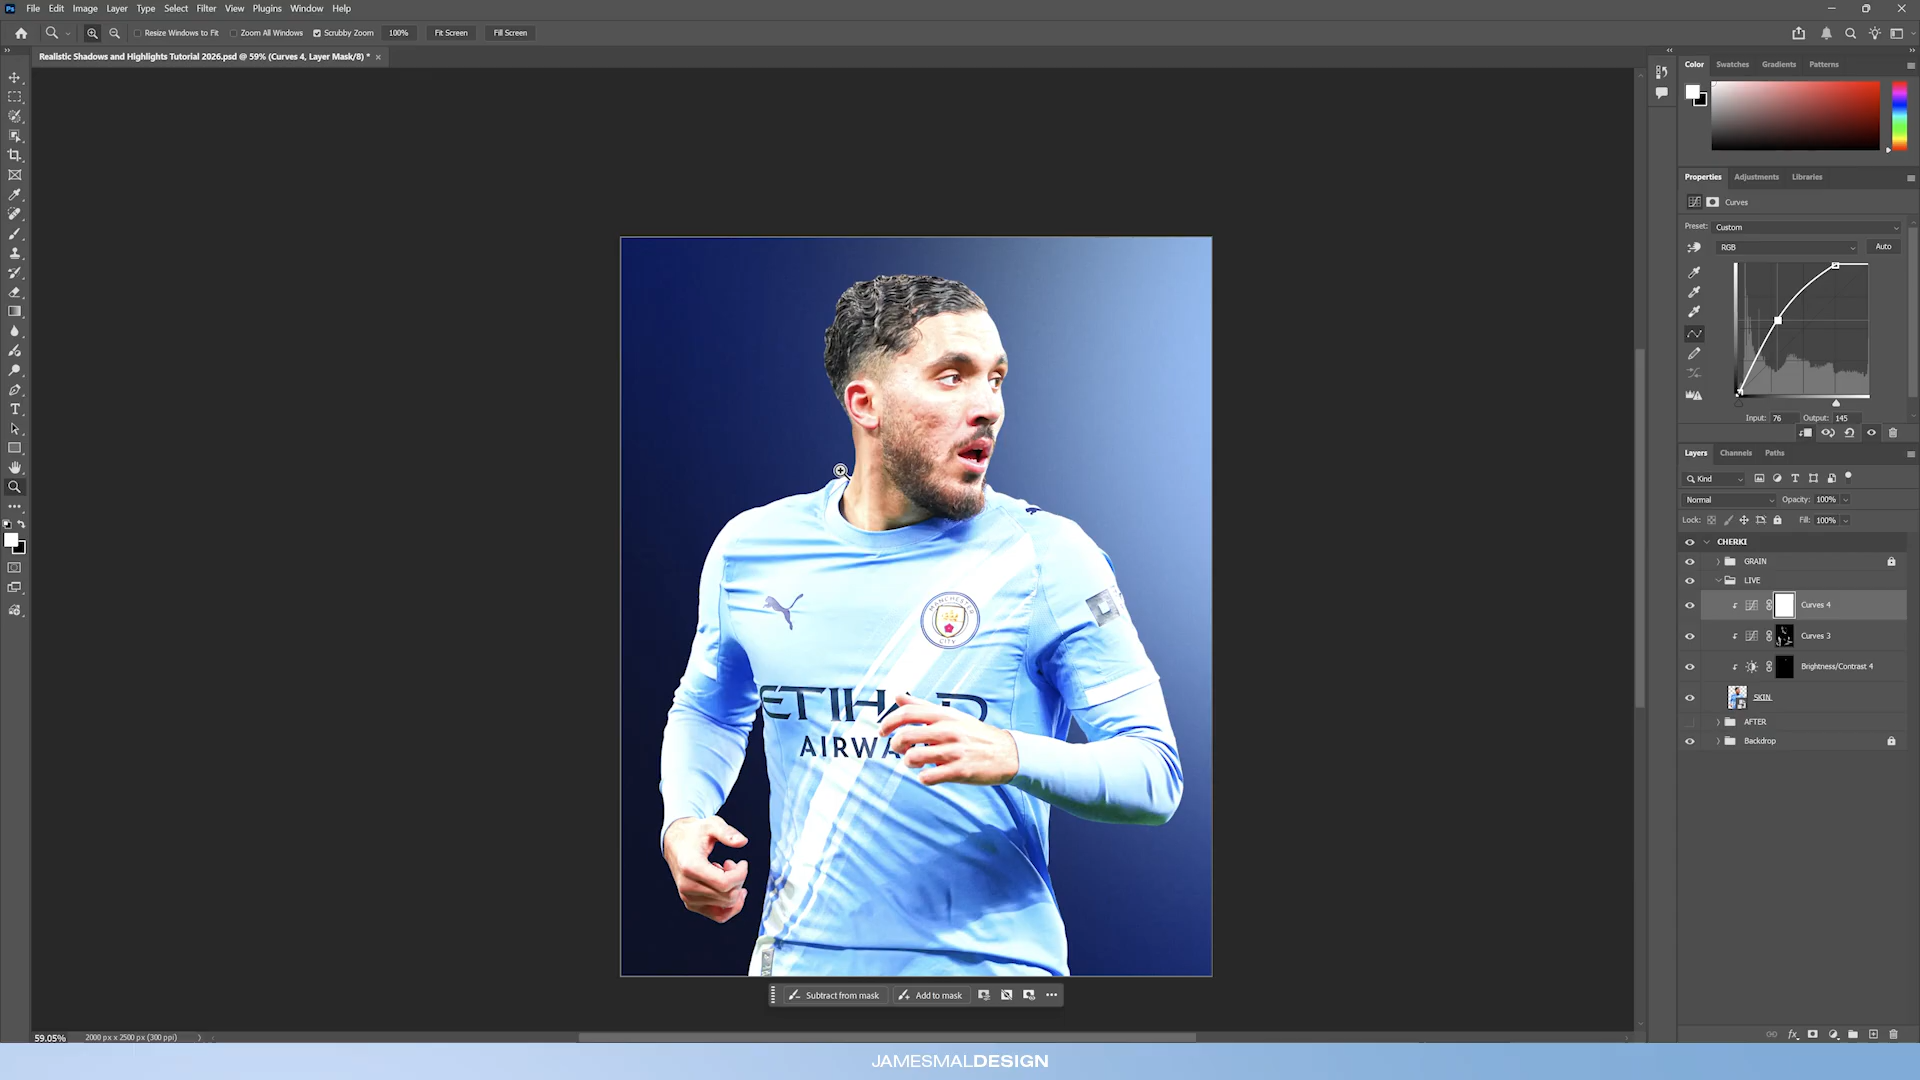 Ps File Edit Image Layer Type Select Filter View Plugins Window Help
Resize Windows to Fit Zoom All Windows Scrubby Zoom 100% Fit Screen Fill Screen
Realistic Shadows and Highlights Tutorial 2026.psd @ 59% (Curves 4, Layer Mask/8) *
Color Swatches Gradients Patterns
Properties Adjustments Libraries
Curves
Preset: Custom
RGB Auto
Input: 76 Output: 145
Layers Channels Paths
Kind
Normal Opacity: 100%
Lock: Fill: 100%
CHERKI
GRAIN
LIVE
Curves 4
Curves 3
Brightness/Contrast 4
SKIN
AFTER
Backdrop
MANCHESTER
CITY
ETIHAD
AIRWA
Subtract from mask Add to mask
59.05% 2000 px x 2500 px (300 ppi)
JAMESMALDESIGN